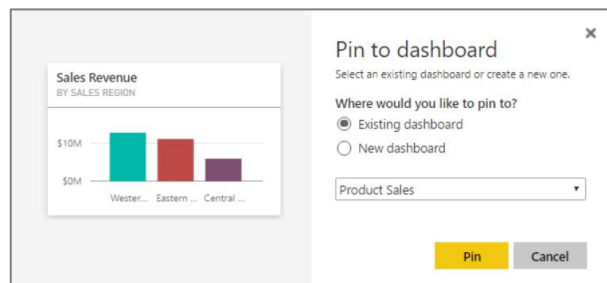 Sales Revenue
BY SALES REGION
$10M
$0M
Wester... Eastern ... Central ...
Pin to dashboard
Select an existing dashboard or create a new one.
Where would you like to pin to?
Existing dashboard
New dashboard
Product Sales
Pin Cancel